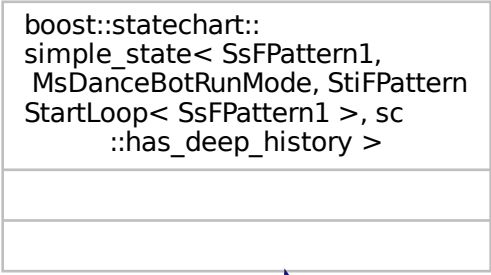 boost::statechart::
simple_state< SsFPattern1,
MsDanceBotRunMode, StiFPattern
StartLoop< SsFPattern1 >, sc
::has_deep_history >